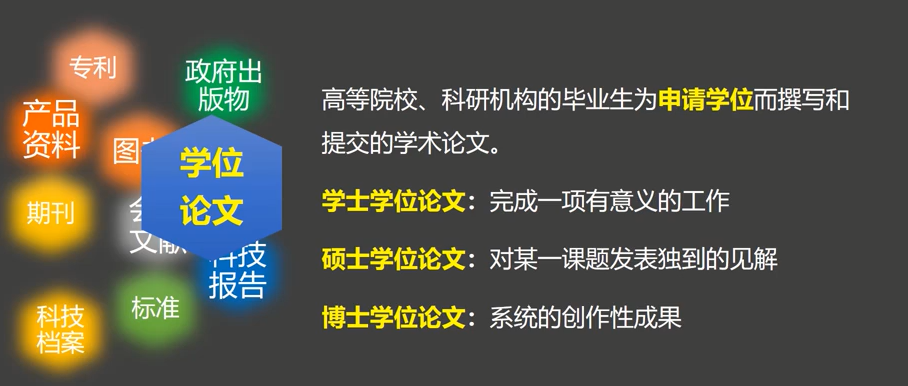 专利
政府出
版物
产品
资料
图
学位
论文
期刊
文献
科技
报告
标准
科技
档案
高等院校、科研机构的毕业生为申请学位而撰写和
提交的学术论文。
学士学位论文：完成一项有意义的工作
硕士学位论文：对某一课题发表独到的见解
博士学位论文：系统的创作性成果